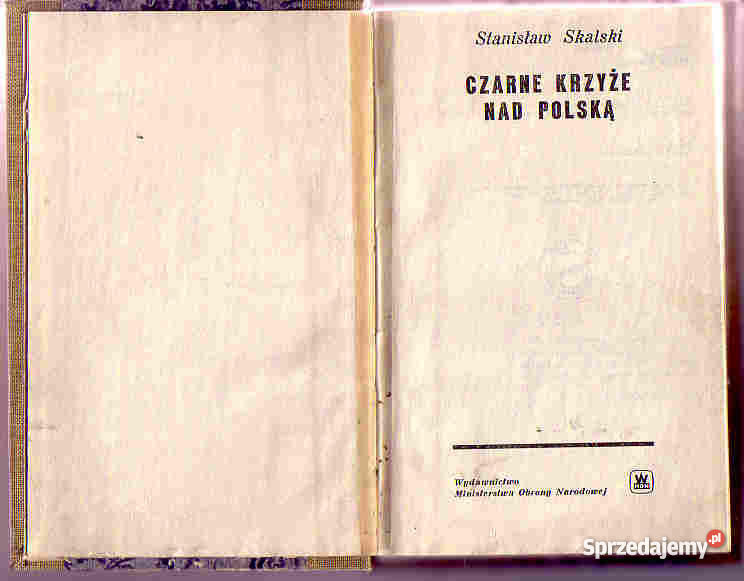 Stanisław Skalski
CZARNE KRZYŻE
NAD POLSKĄ
Wydawnictwo
Ministerstwa Obrony Narodowej
W
MON
Sprzedajemy.pl